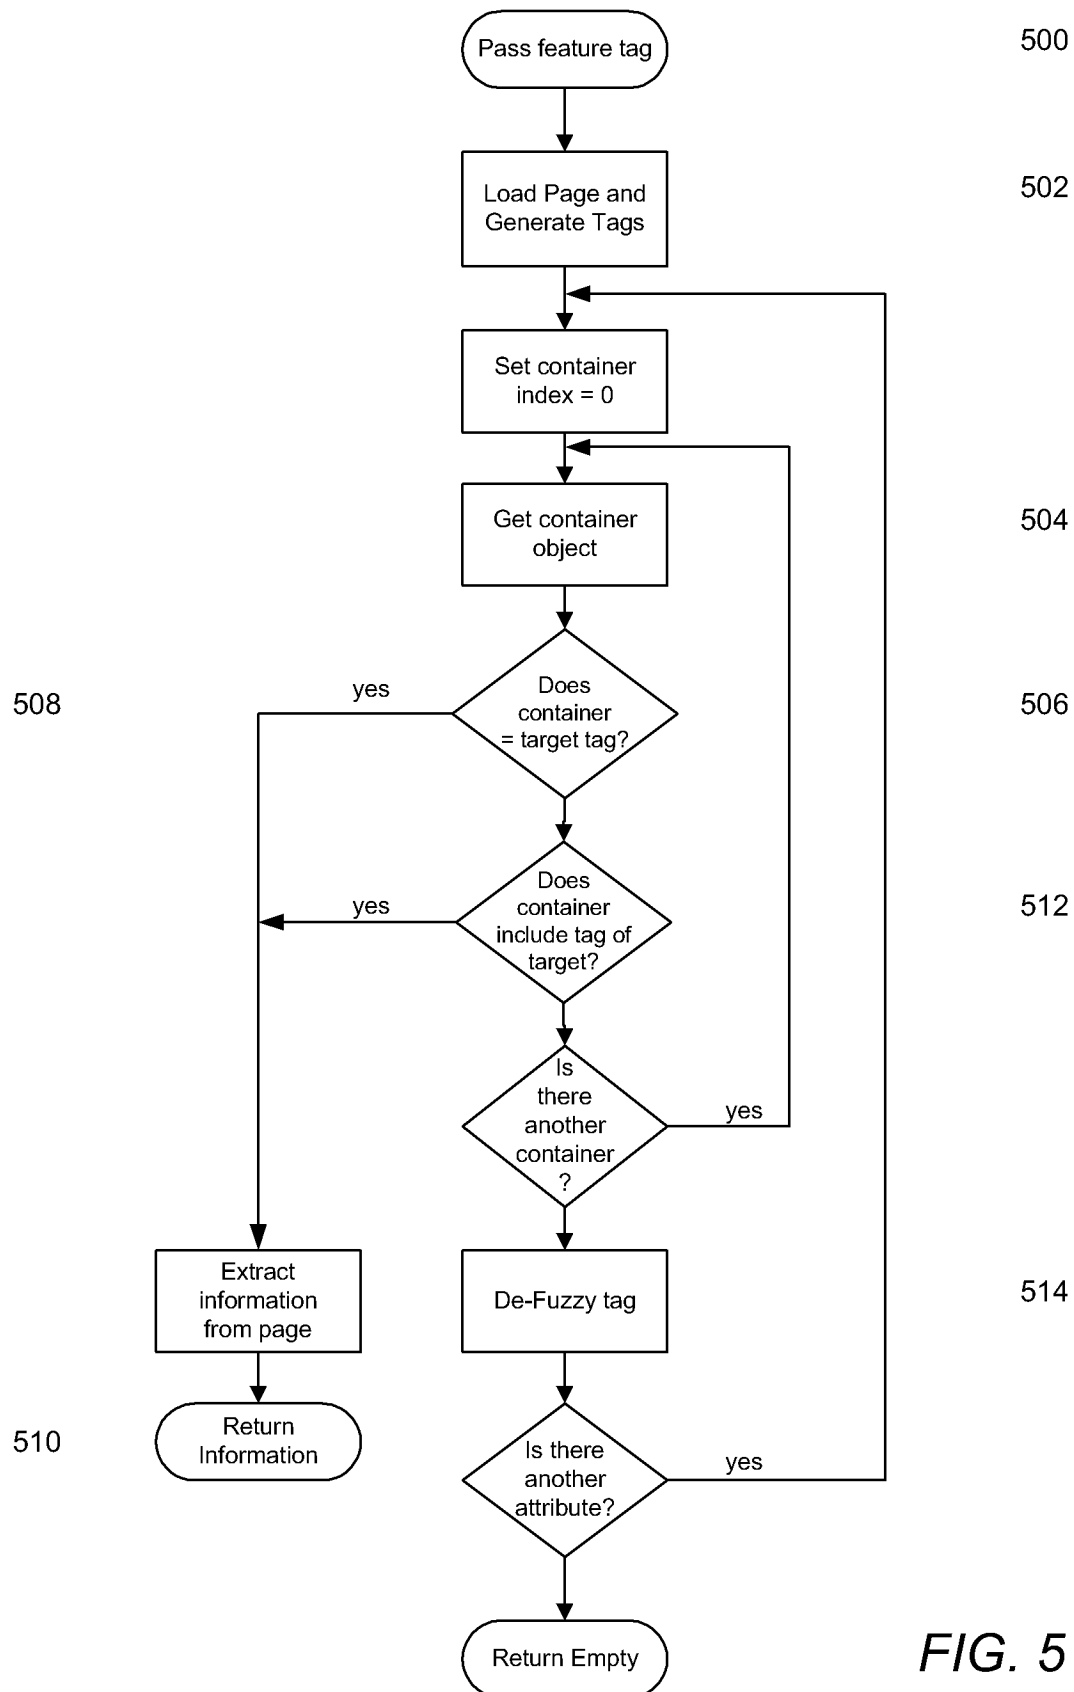 Pass feature tag
500
Load Page and
Generate Tags
502
Set container
index = 0
Get container
object
504
508
yes
Does
container
= target tag?
506
yes
Does
container
include tag of
target?
512
Is
there
another
container
?
yes
Extract
information
from page
De-Fuzzy tag
514
510
Return
Information
Is there
another
attribute?
yes
Return Empty
FIG. 5